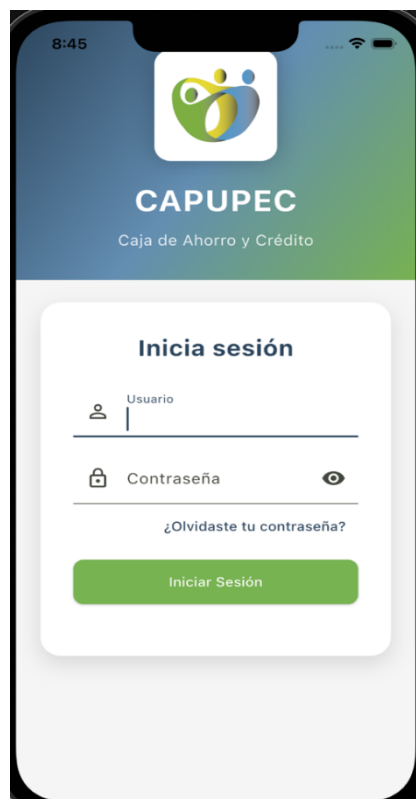 8:45
CAPUPEC
Caja de Ahorro y Crédito
Inicia sesión
Usuario
Contraseña
¿Olvidaste tu contraseña?
Iniciar Sesión